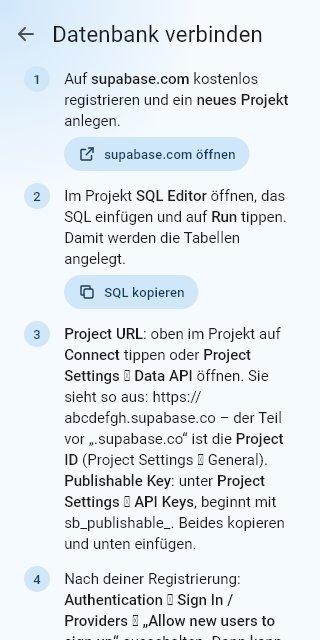 Datenbank verbinden
1
Auf supabase.com kostenlos
registrieren und ein neues Projekt
anlegen.
supabase.com öffnen
2
Im Projekt SQL Editor öffnen, das
SQL einfügen und auf Run tippen.
Damit werden die Tabellen
angelegt.
SQL kopieren
3
Project URL: oben im Projekt auf
Connect tippen oder Project
Settings ▯ Data API öffnen. Sie
sieht so aus: https://
abcdefgh.supabase.co – der Teil
vor „.supabase.co“ ist die Project
ID (Project Settings ▯ General).
Publishable Key: unter Project
Settings ▯ API Keys, beginnt mit
sb_publishable_. Beides kopieren
und unten einfügen.
4
Nach deiner Registrierung:
Authentication ▯ Sign In /
Providers ▯ „Allow new users to